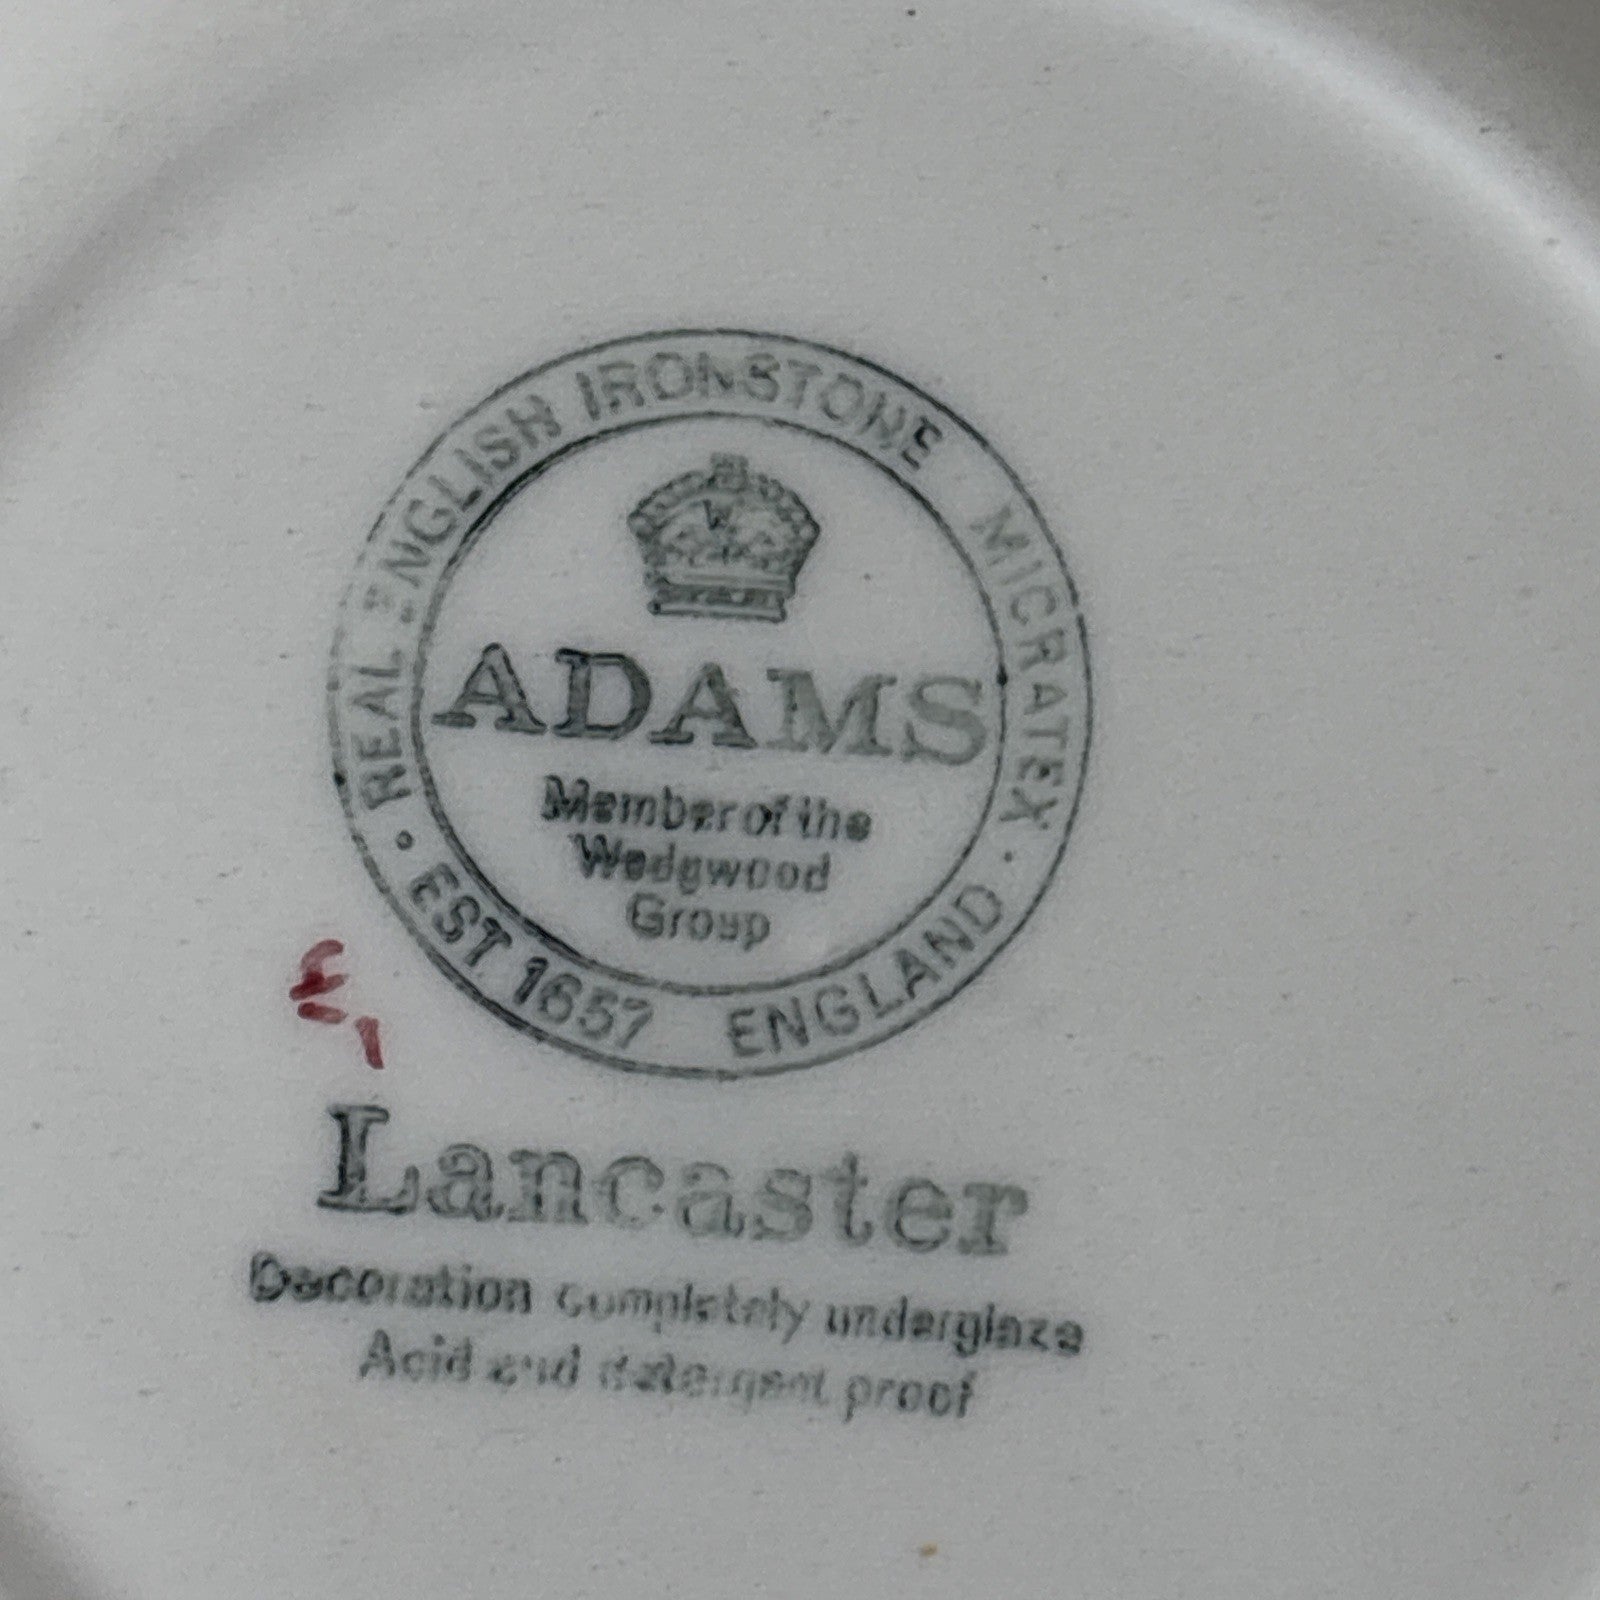 REAL ENGLISH IRONSTONE MICRATEX
ADAMS
Member of the
Wedgwood
Group
EST 1657 ENGLAND
Lancaster
Decoration completely underglaze
Acid and detergent proof